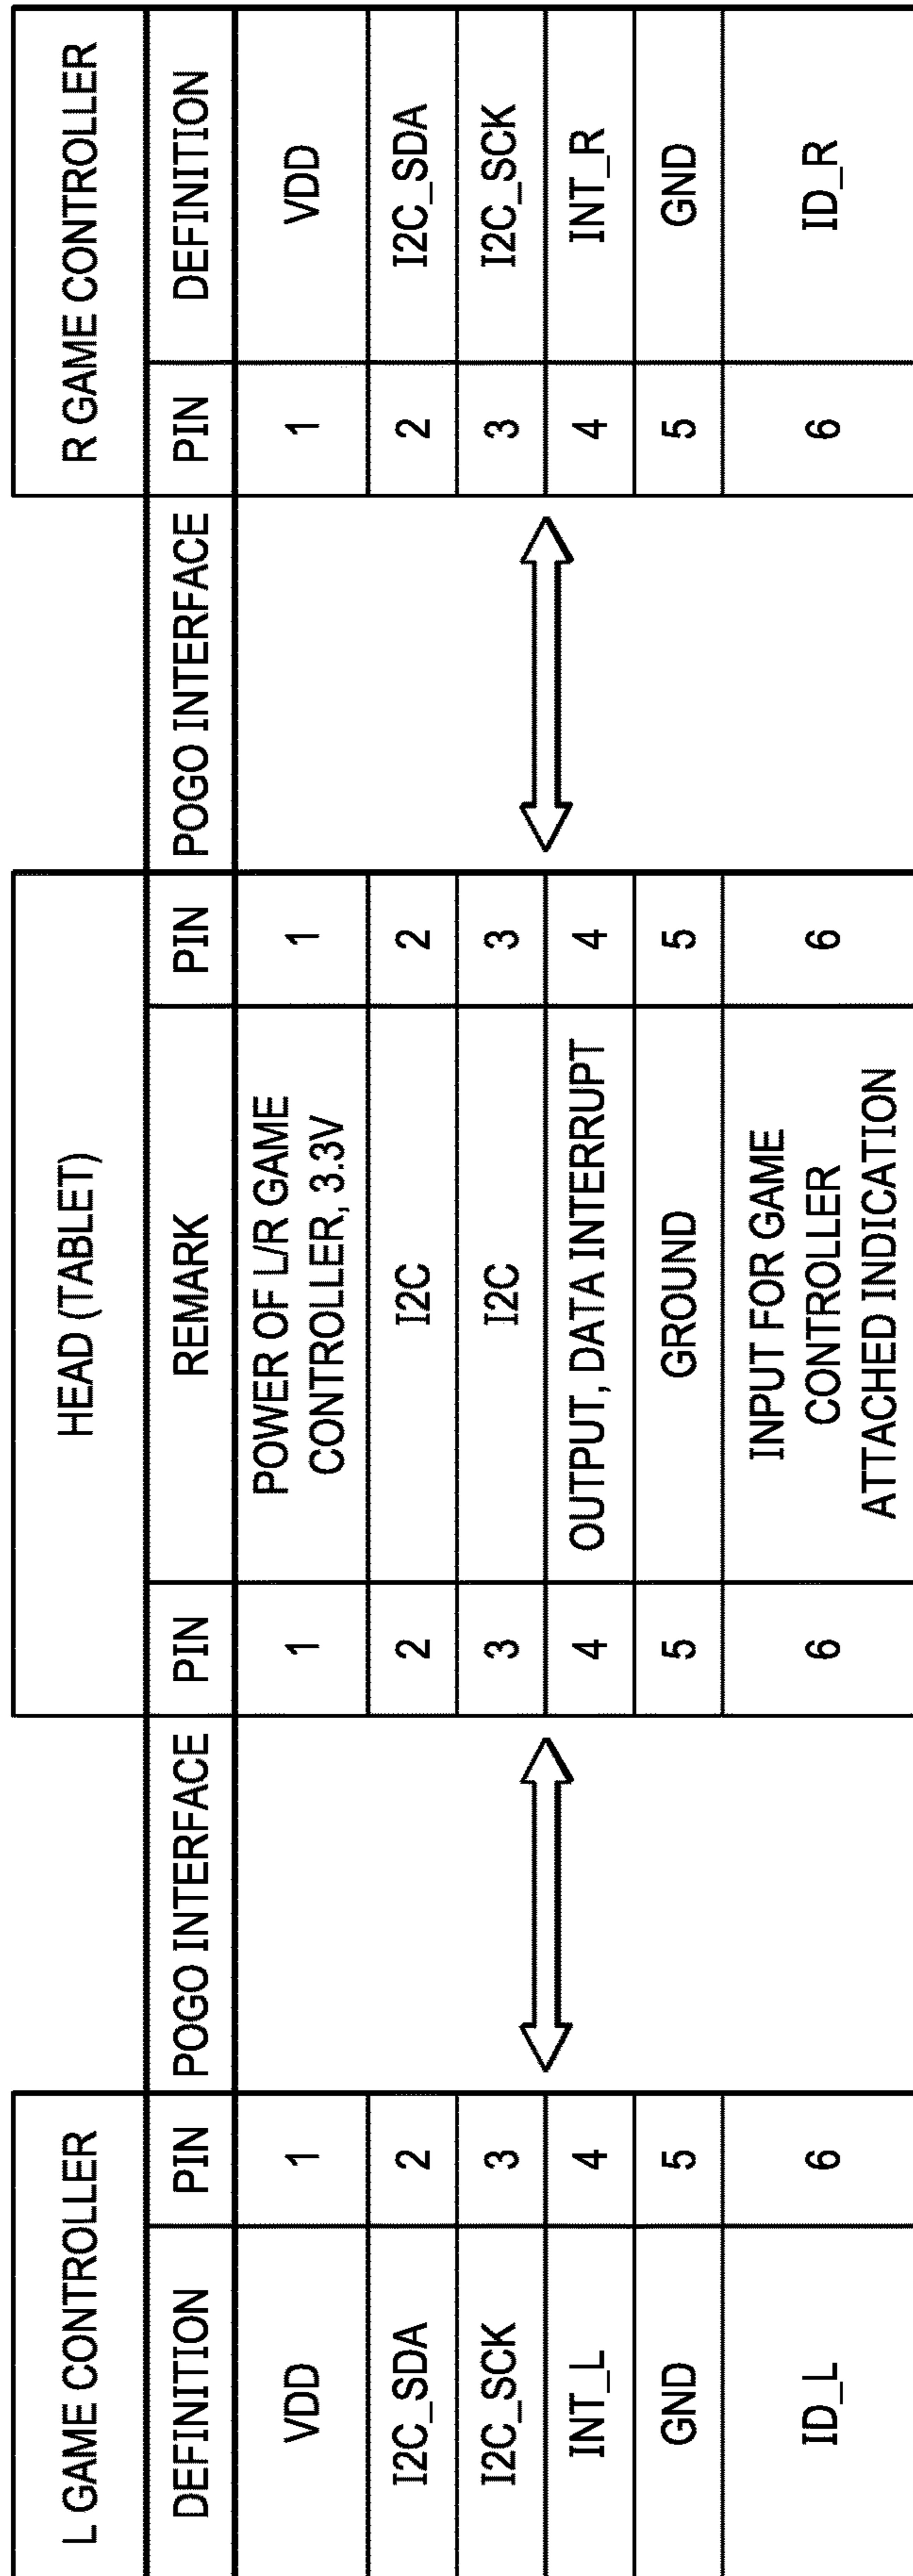 L GAME CONTROLLER HEAD (TABLET) R GAME CONTROLLER
DEFINITION PIN POGO INTERFACE PIN REMARK PIN POGO INTERFACE PIN DEFINITION
VDD 1 1 POWER OF L/R GAME CONTROLLER, 3.3V 1 1 VDD
I2C_SDA 2 2 I2C 2 2 I2C_SDA
I2C_SCK 3 3 I2C 3 3 I2C_SCK
INT_L 4 4 OUTPUT, DATA INTERRUPT 4 4 INT_R
GND 5 5 GROUND 5 5 GND
ID_L 6 6 INPUT FOR GAME CONTROLLER ATTACHED INDICATION 6 6 ID_R